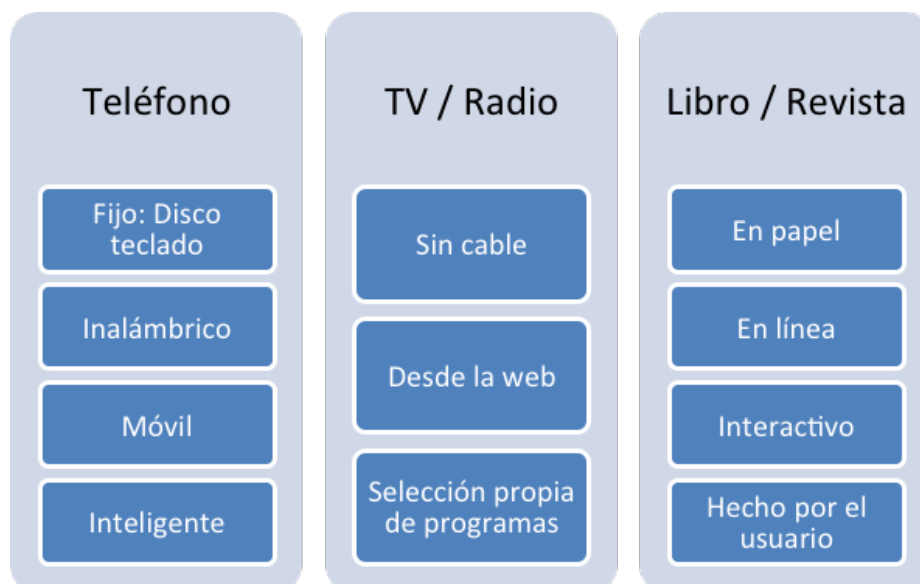 Teléfono
Fijo: Disco
teclado
Inalámbrico
Móvil
Inteligente
TV / Radio
Sin cable
Desde la web
Selección propia
de programas
Libro / Revista
En papel
En línea
Interactivo
Hecho por el
usuario